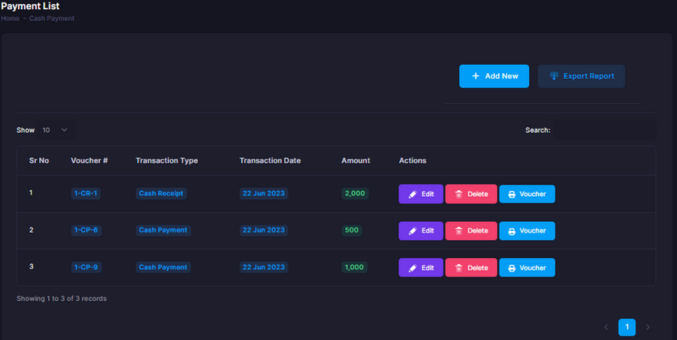 Payment List
Home - Cash Payment
Add New Export Report
Show 10 Search:
Sr No Voucher # Transaction Type Transaction Date Amount Actions
1 1-CR-1 Cash Receipt 22 Jun 2023 2,000 Edit Delete Voucher
2 1-CP-6 Cash Payment 22 Jun 2023 500 Edit Delete Voucher
3 1-CP-9 Cash Payment 22 Jun 2023 1,000 Edit Delete Voucher
Showing 1 to 3 of 3 records
1